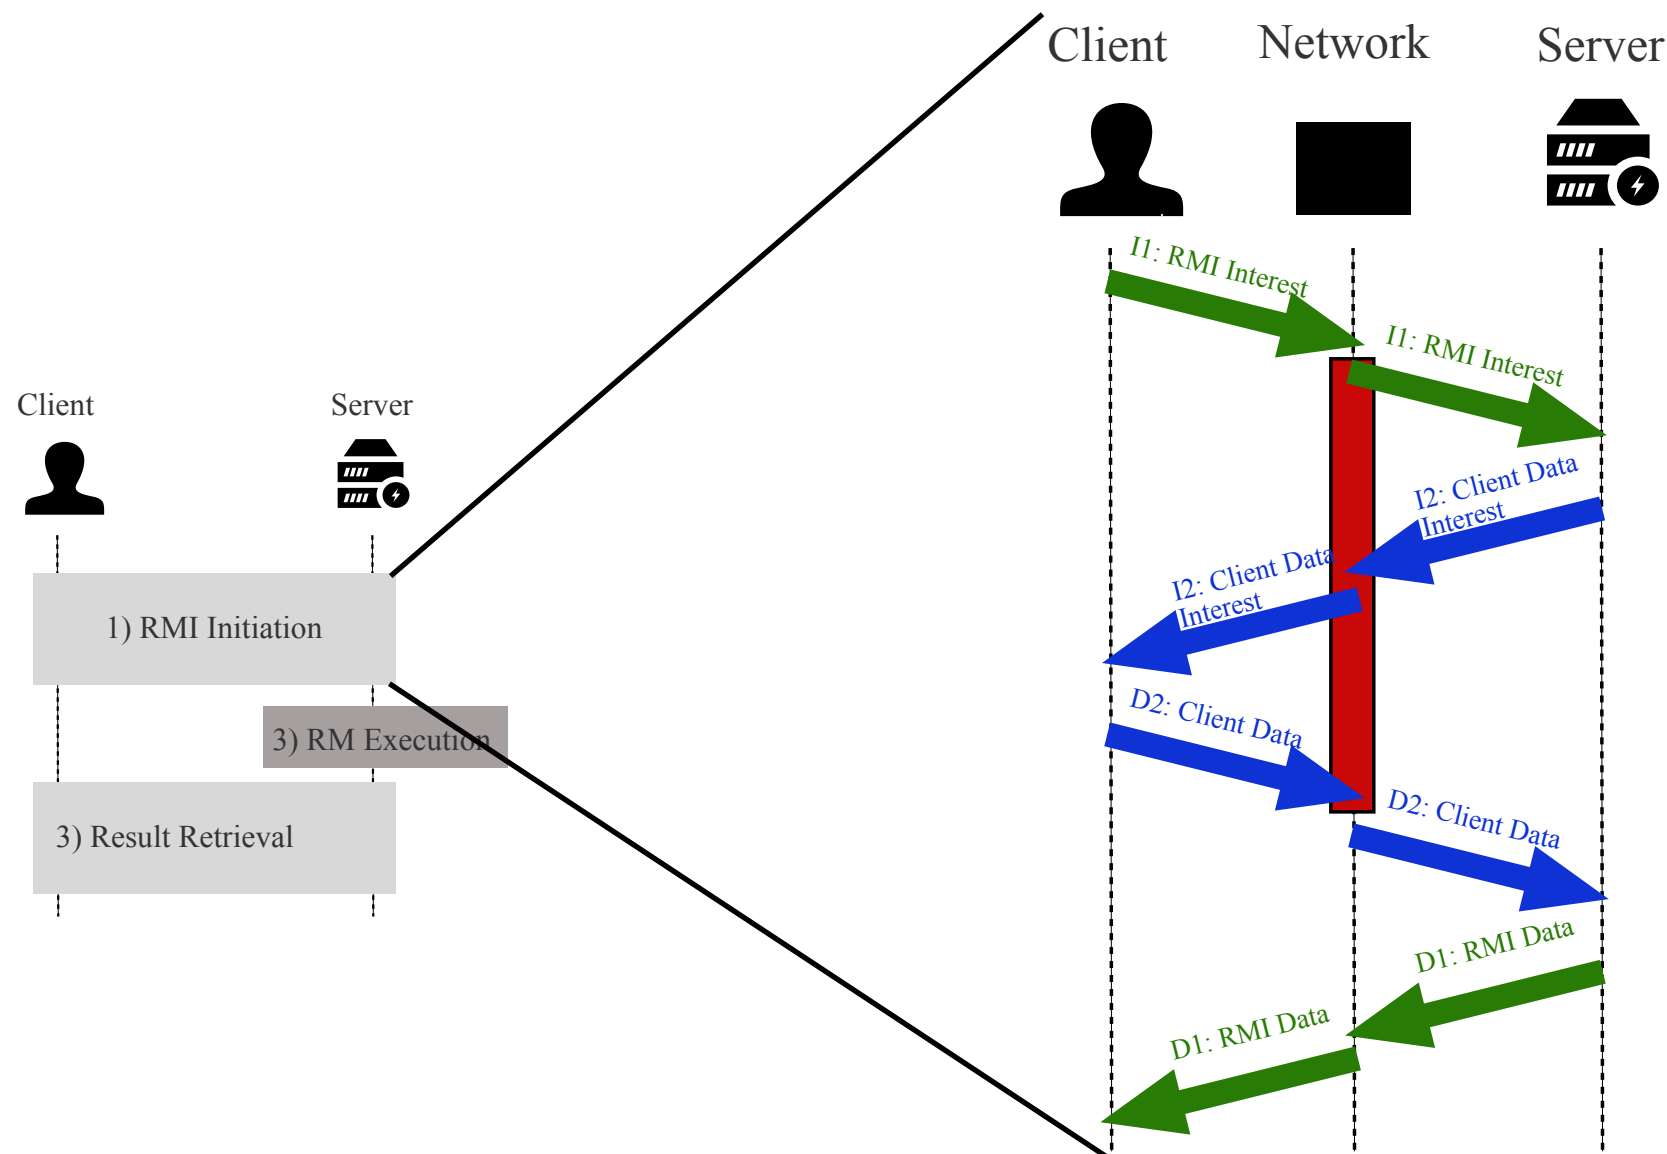 Client
Network
Server
I1: RMI Interest
I1: RMI Interest
I2: Client Data
Interest
I2: Client Data
Interest
D2: Client Data
D2: Client Data
D1: RMI Data
D1: RMI Data
Client
Server
1) RMI Initiation
3) RM Execution
3) Result Retrieval